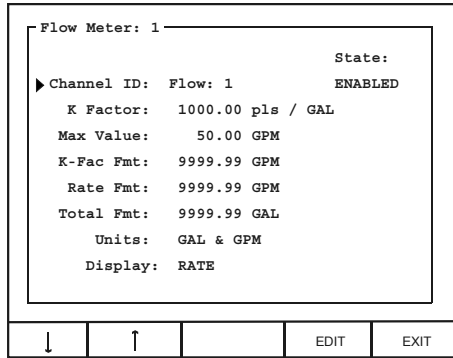 Flow Meter: 1
State:
Channel ID: Flow: 1 ENABLED
K Factor: 1000.00 pls / GAL
Max Value: 50.00 GPM
K-Fac Fmt: 9999.99 GPM
Rate Fmt: 9999.99 GPM
Total Fmt: 9999.99 GAL
Units: GAL & GPM
Display: RATE
↓ ↑ EDIT EXIT